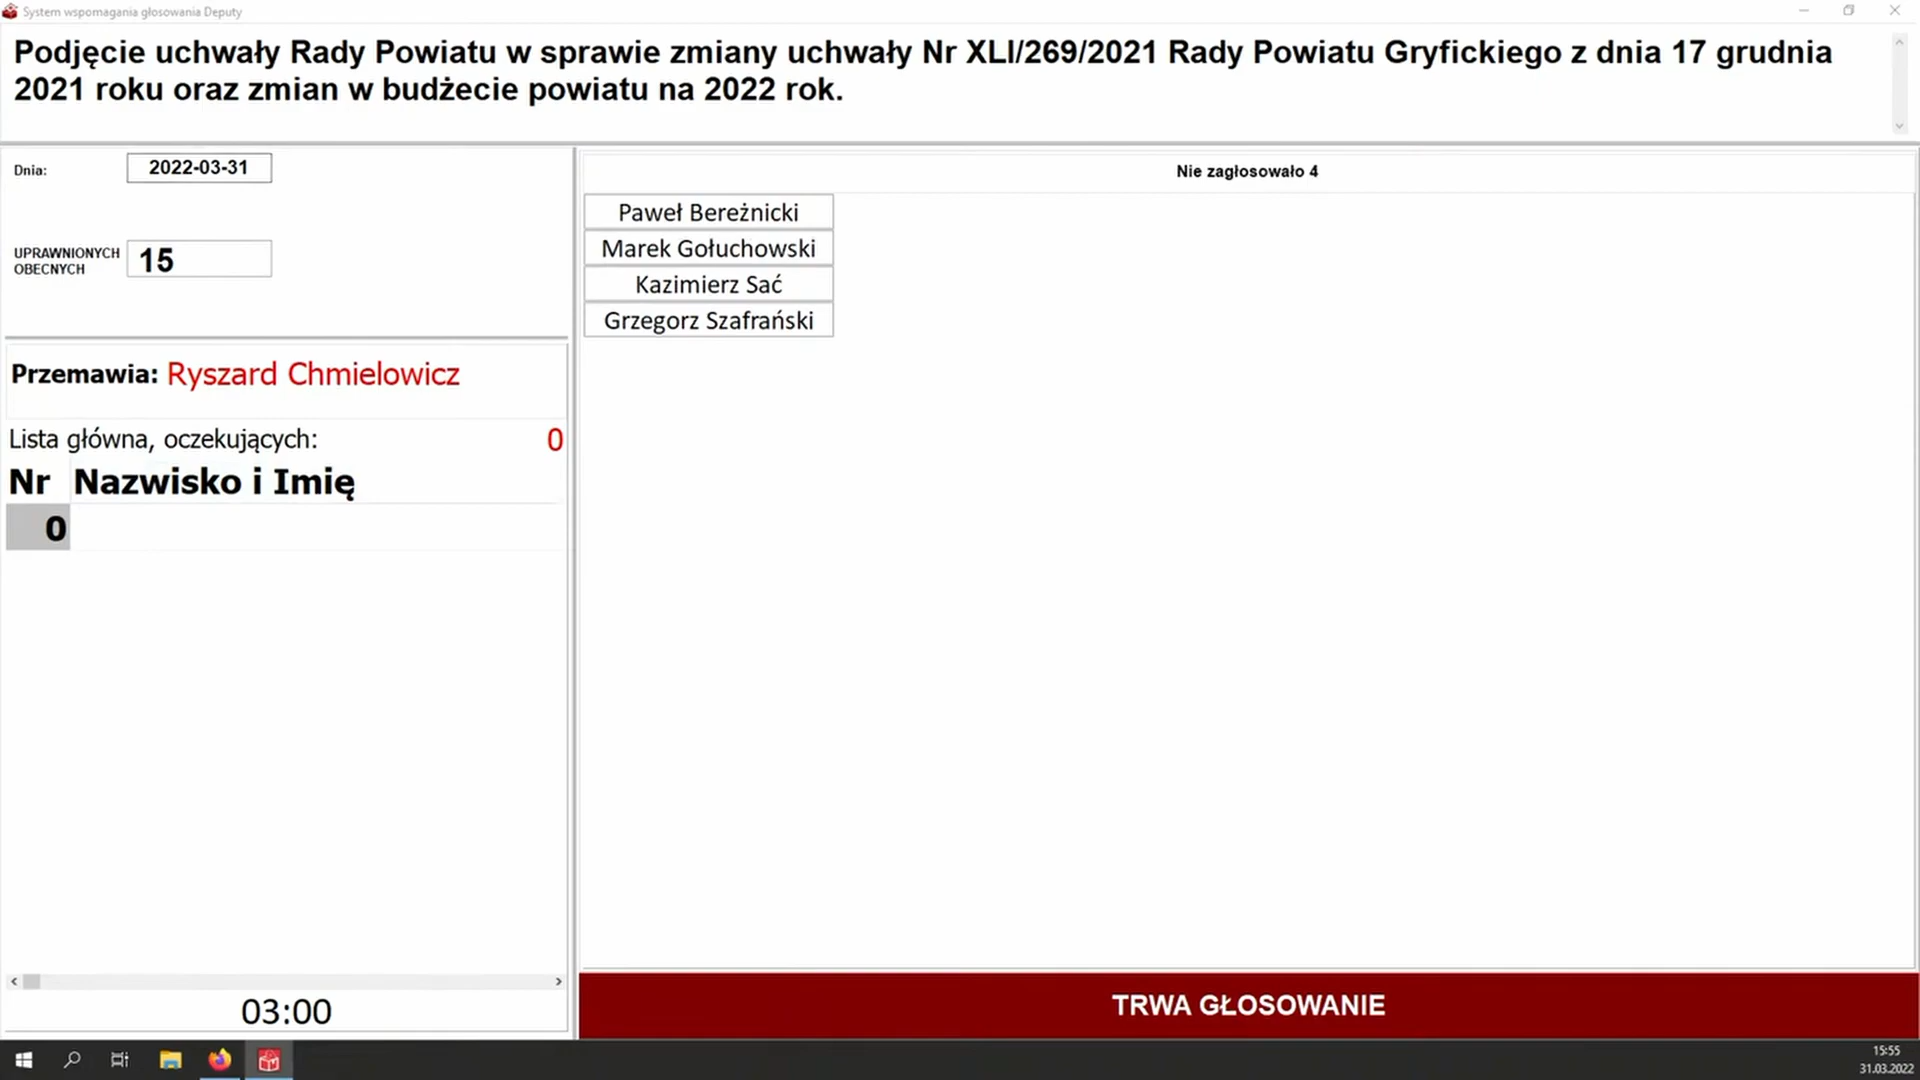 System wspomagania głosowania Deputy
Podjęcie uchwały Rady Powiatu w sprawie zmiany uchwały Nr XLI/269/2021 Rady Powiatu Gryfickiego z dnia 17 grudnia
2021 roku oraz zmian w budżecie powiatu na 2022 rok.
Dnia: 2022-03-31
UPRAWNIONYCH
OBECNYCH
15
Przemawia: Ryszard Chmielowicz
Lista główna, oczekujących: 0
Nr Nazwisko i Imię
0
03:00
Nie zagłosowało 4
Paweł Bereżnicki
Marek Gołuchowski
Kazimierz Sać
Grzegorz Szafrański
TRWA GŁOSOWANIE
15:55
31.03.2022